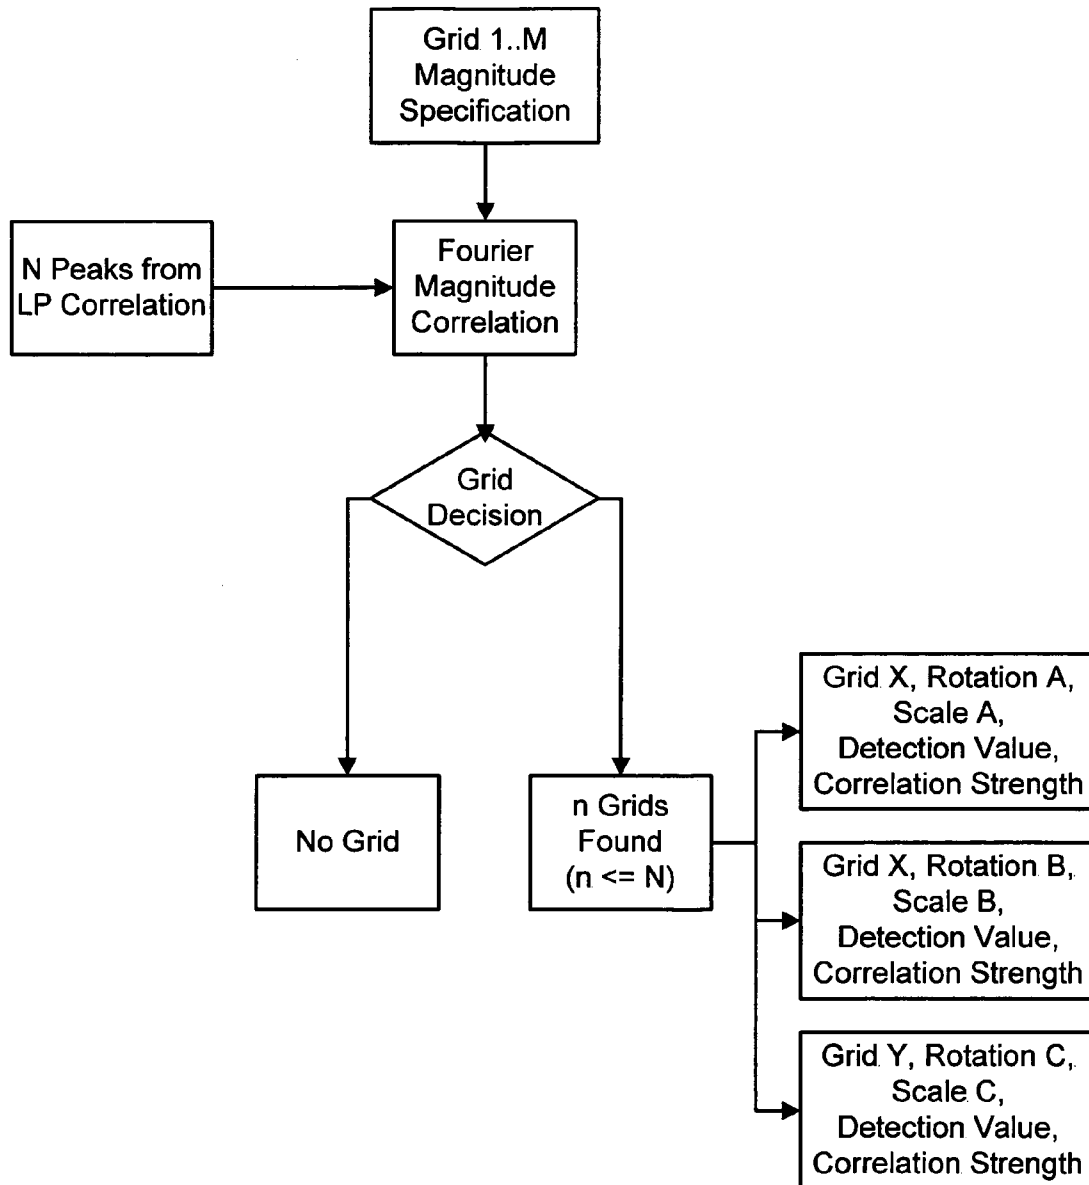 Grid 1..M
Magnitude
Specification
N Peaks from
LP Correlation
Fourier
Magnitude
Correlation
Grid
Decision
No Grid
n Grids
Found
(n <= N)
Grid X, Rotation A,
Scale A,
Detection Value,
Correlation Strength
Grid X, Rotation B,
Scale B,
Detection Value,
Correlation Strength
Grid Y, Rotation C,
Scale C,
Detection Value,
Correlation Strength